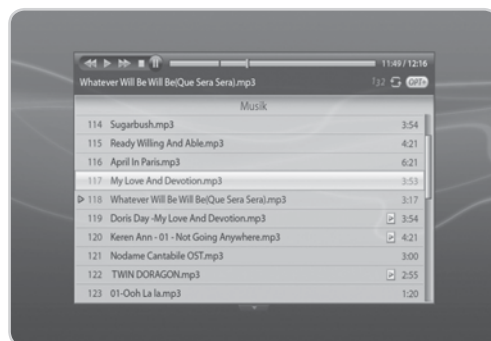 11:49 / 12:16
Whatever Will Be Will Be(Que Sera Sera).mp3 OPT+
Musik
114 Sugarbush.mp3 3:54
115 Ready Willing And Able.mp3 4:21
116 April In Paris.mp3 6:21
117 My Love And Devotion.mp3 3:53
118 Whatever Will Be Will Be(Que Sera Sera).mp3 3:17
119 Doris Day -My Love And Devotion.mp3 3:54
120 Keren Ann - 01 - Not Going Anywhere.mp3 4:21
121 Nodame Cantabile OST.mp3 3:00
122 TWIN DORAGON.mp3 2:55
123 01-Ooh La la.mp3 1:20